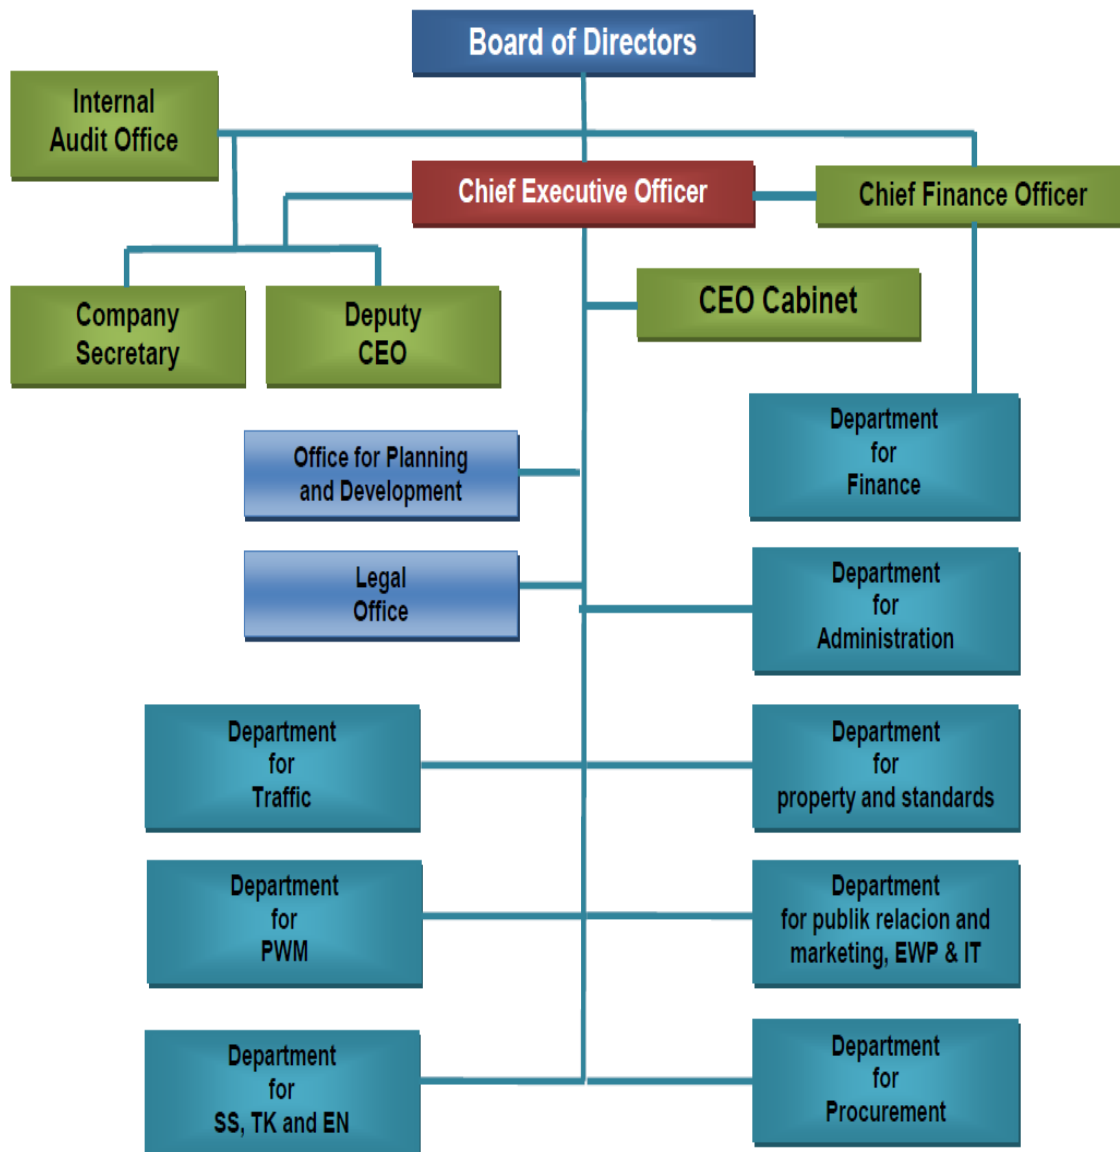 Board of Directors
Internal
Audit Office
Chief Executive Officer
Chief Finance Officer
Company
Secretary
Deputy
CEO
CEO Cabinet
Office for Planning
and Development
Department
for
Finance
Legal
Office
Department
for
Administration
Department
for
Traffic
Department
for
property and standards
Department
for
PWM
Department
for publik relacion and
marketing, EWP & IT
Department
for
SS, TK and EN
Department
for
Procurement